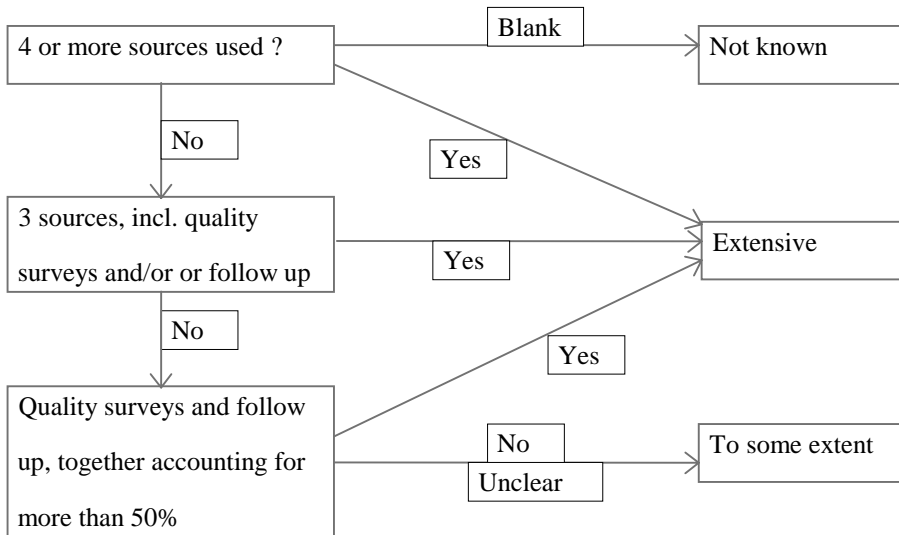 4 or more sources used ?
Blank
Not known
No
Yes
3 sources, incl. quality
surveys and/or or follow up
Yes
Extensive
No
Yes
Quality surveys and follow
up, together accounting for
more than 50%
No
Unclear
To some extent